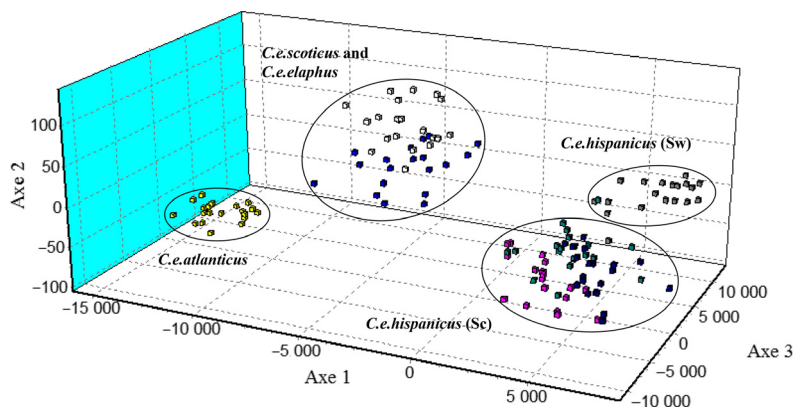 C.e.scoticus and
C.e.elaphus
C.e.hispanicus (Sw)
C.e.atlanticus
C.e.hispanicus (Sc)
Axe 2
100
50
0
−50
−100
−15 000
−10 000
−5 000
0
5 000
Axe 1
10 000
5 000
0
−5 000
−10 000
Axe 3